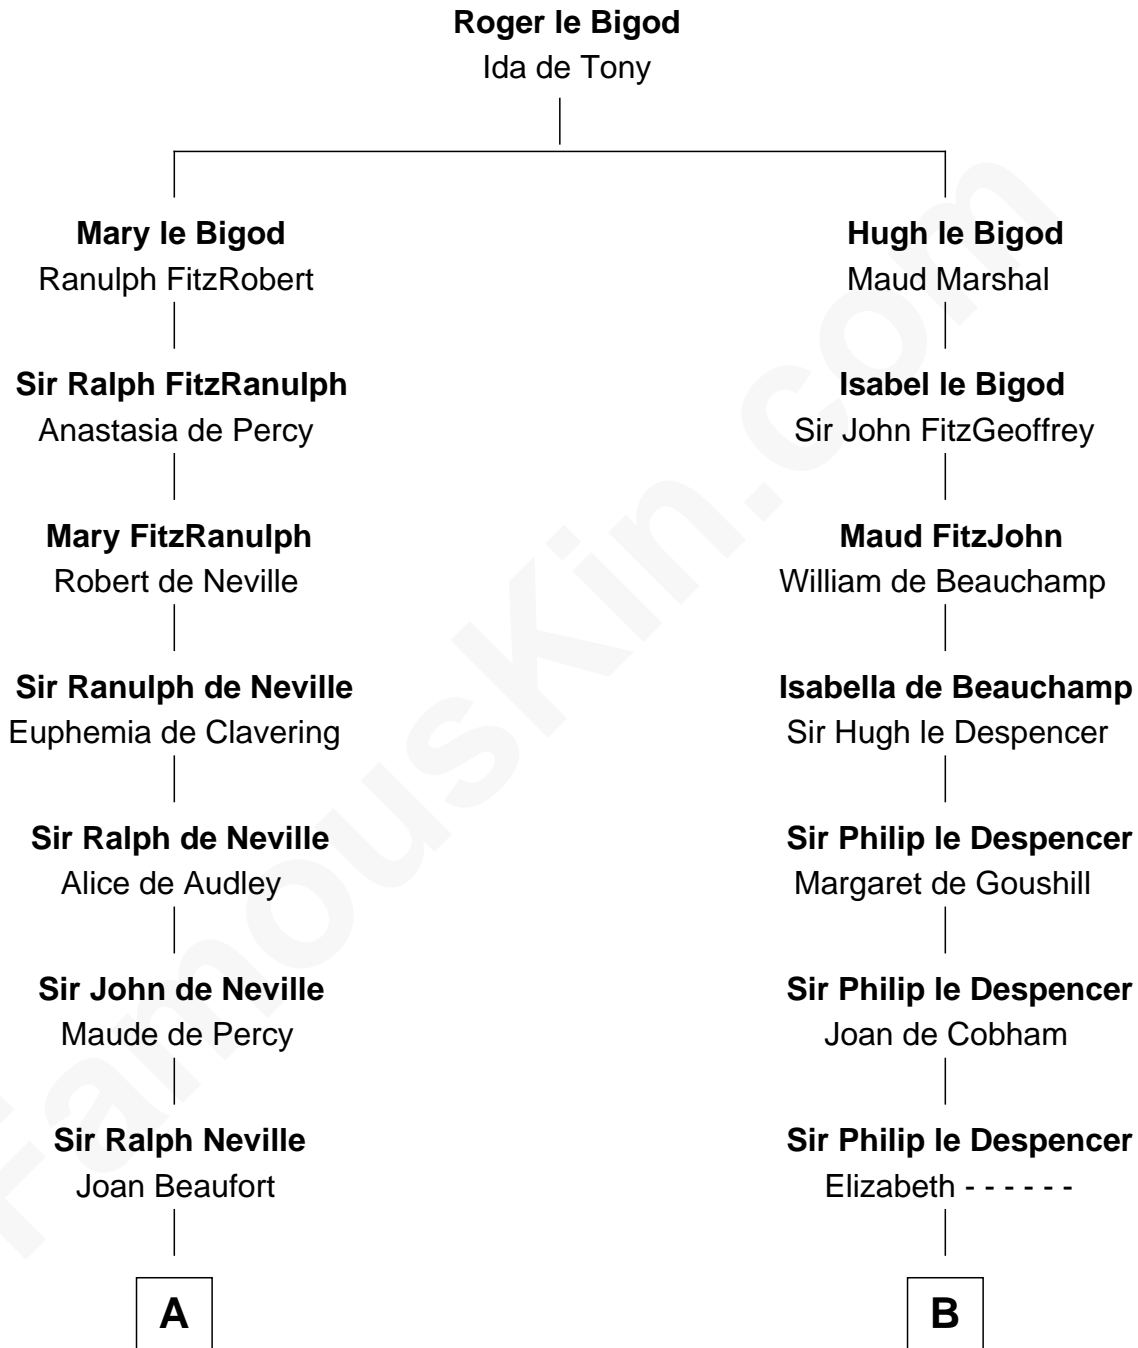 Roger le Bigod
Ida de Tony
Mary le Bigod
Ranulph FitzRobert
Hugh le Bigod
Maud Marshal
Sir Ralph FitzRanulph
Anastasia de Percy
Isabel le Bigod
Sir John FitzGeoffrey
Mary FitzRanulph
Robert de Neville
Maud FitzJohn
William de Beauchamp
Sir Ranulph de Neville
Euphemia de Clavering
Isabella de Beauchamp
Sir Hugh le Despencer
Sir Ralph de Neville
Alice de Audley
Sir Philip le Despencer
Margaret de Goushill
Sir John de Neville
Maude de Percy
Sir Philip le Despencer
Joan de Cobham
Sir Ralph Neville
Joan Beaufort
Sir Philip le Despencer
Elizabeth - - - - - -
A
B
FamousKin.com